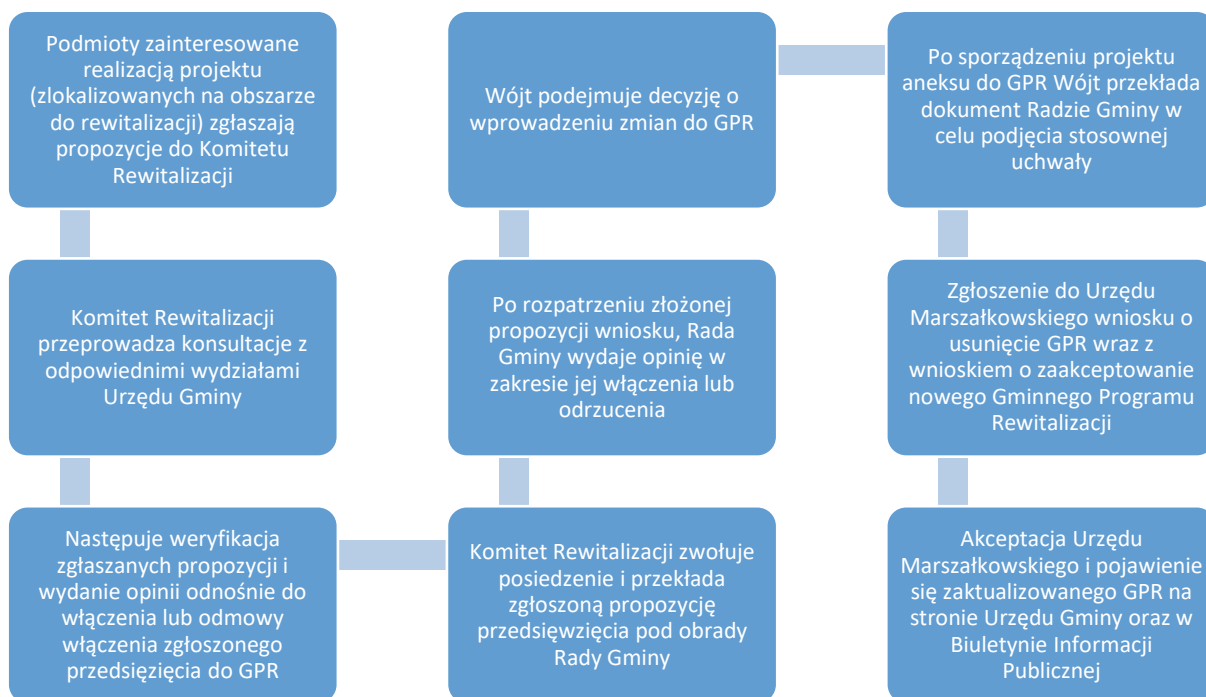 Podmioty zainteresowane
realizacją projektu
(zlokalizowanych na obszarze
do rewitalizacji) zgłaszają
propozycje do Komitetu
Rewitalizacji
Komitet Rewitalizacji
przeprowadza konsultacje z
odpowiednimi wydziałami
Urzędu Gminy
Następuje weryfikacja
zgłaszanych propozycji i
wydanie opinii odnośnie do
włączenia lub odmowy
włączenia zgłoszonego
przedsięzięcia do GPR
Komitet Rewitalizacji zwołuje
posiedzenie i przekłada
zgłoszoną propozycję
przedsięwzięcia pod obrady
Rady Gminy
Po rozpatrzeniu złożonej
propozycji wniosku, Rada
Gminy wydaje opinię w
zakresie jej włączenia lub
odrzucenia
Wójt podejmuje decyzję o
wprowadzeniu zmian do GPR
Po sporządzeniu projektu
aneksu do GPR Wójt przekłada
dokument Radzie Gminy w
celu podjęcia stosownej
uchwały
Zgłoszenie do Urzędu
Marszałkowskiego wniosku o
usunięcie GPR wraz z
wnioskiem o zaakceptowanie
nowego Gminnego Programu
Rewitalizacji
Akceptacja Urzędu
Marszałkowskiego i pojawienie
się zaktualizowanego GPR na
stronie Urzędu Gminy oraz w
Biuletynie Informacji
Publicznej